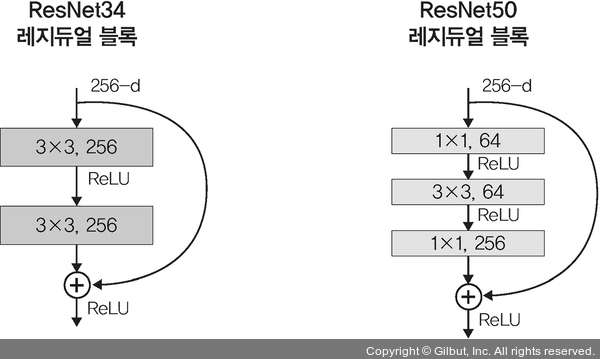 ResNet34
레지듀얼 블록
256-d
3×3, 256
ReLU
3×3, 256
ReLU
ResNet50
레지듀얼 블록
256-d
1×1, 64
ReLU
3×3, 64
ReLU
1×1, 256
ReLU
Copyright © Gilbut, Inc. All rights reserved.